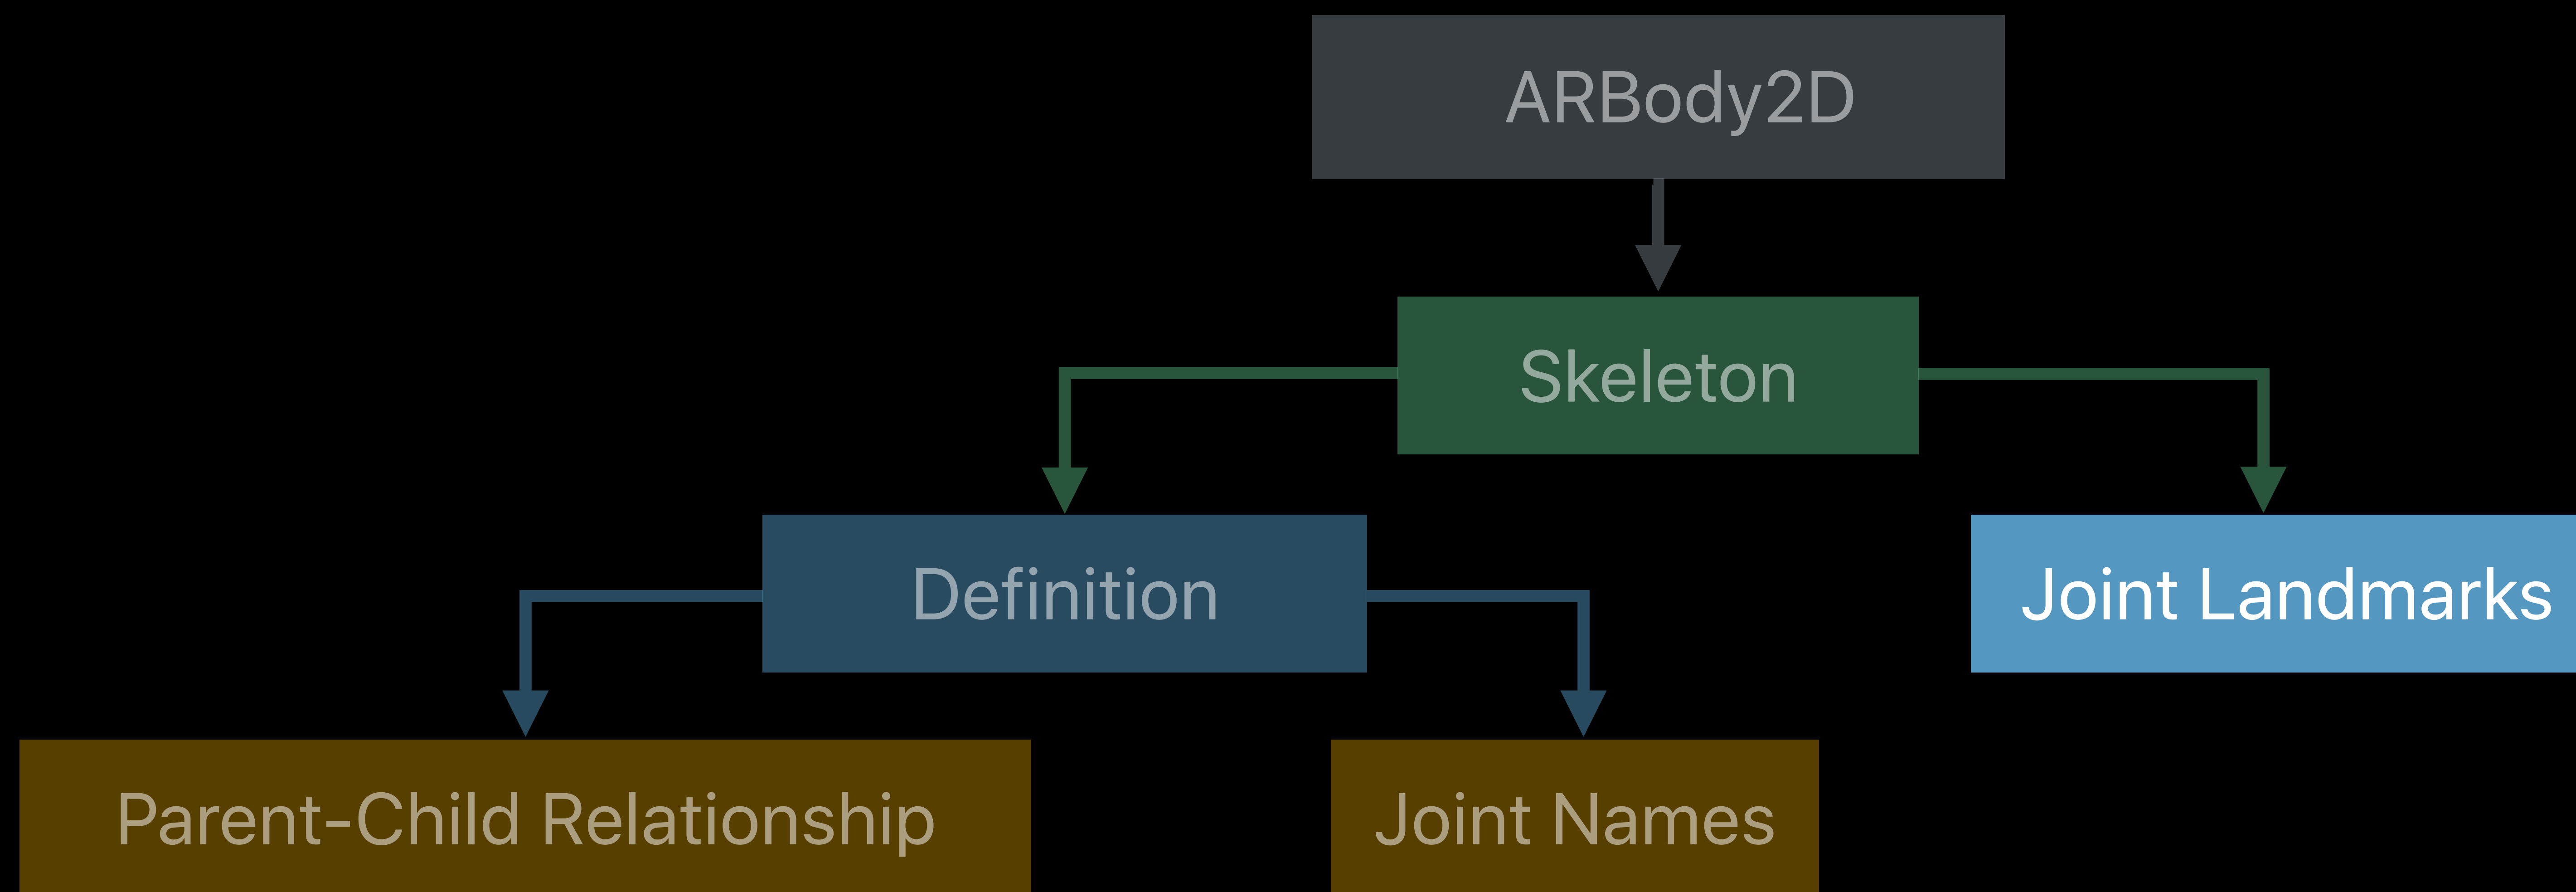 ARBody2D
Skeleton
Definition
Joint Landmarks
Parent-Child Relationship
Joint Names